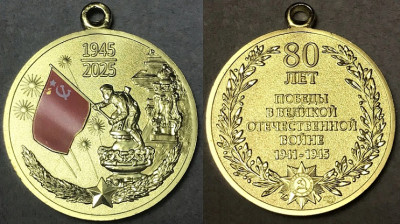 1945
2025
80
ЛЕТ
ПОБЕДЫ
В ВЕЛИКОЙ
ОТЕЧЕСТВЕННОЙ
ВОЙНЕ
1941-1945